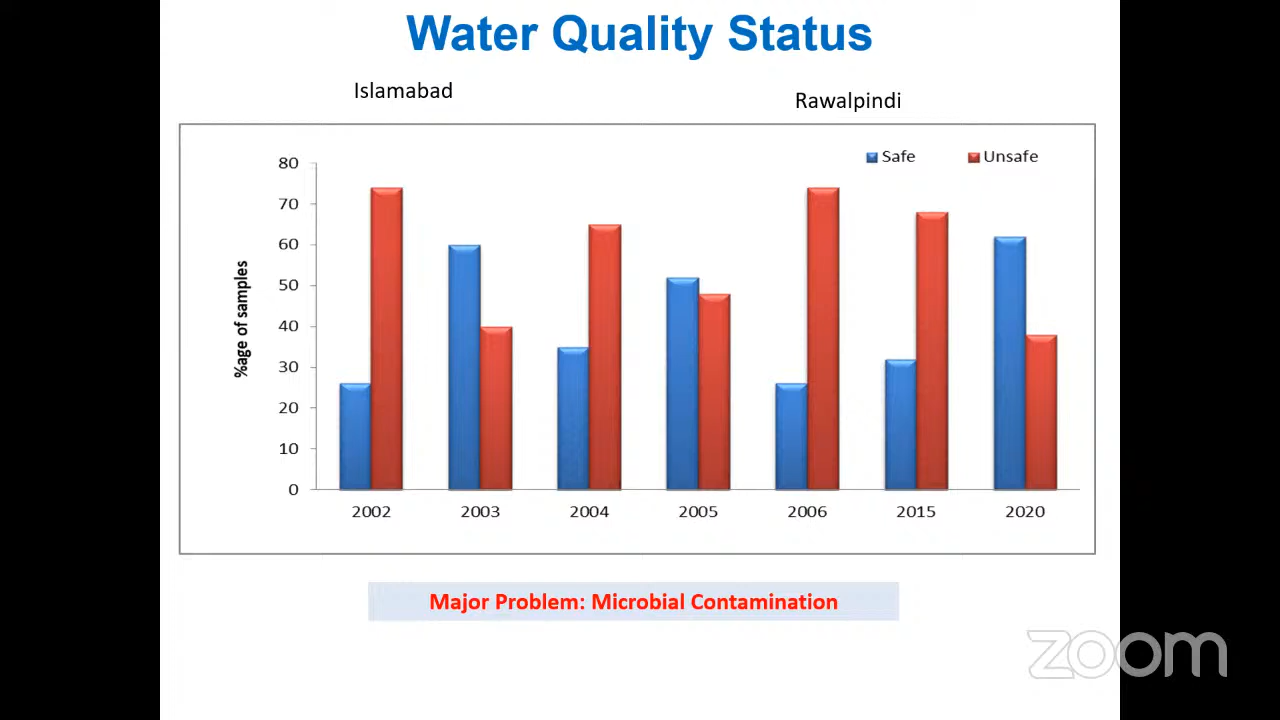 Water Quality Status
Islamabad
Rawalpindi
Safe
Unsafe
80
70
60
50
40
30
20
10
0
%age of samples
2002 2003 2004 2005 2006 2015 2020
Major Problem: Microbial Contamination
zoom